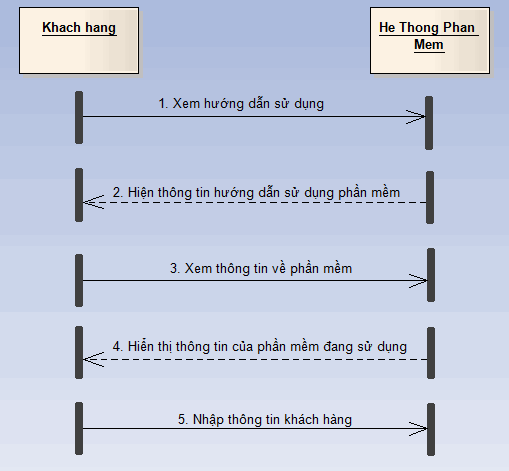 Khach hang
He Thong Phan
Mem
1. Xem hướng dẫn sử dụng
2. Hiện thông tin hướng dẫn sử dụng phần mềm
3. Xem thông tin về phần mềm
4. Hiển thị thông tin của phần mềm đang sử dụng
5. Nhập thông tin khách hàng